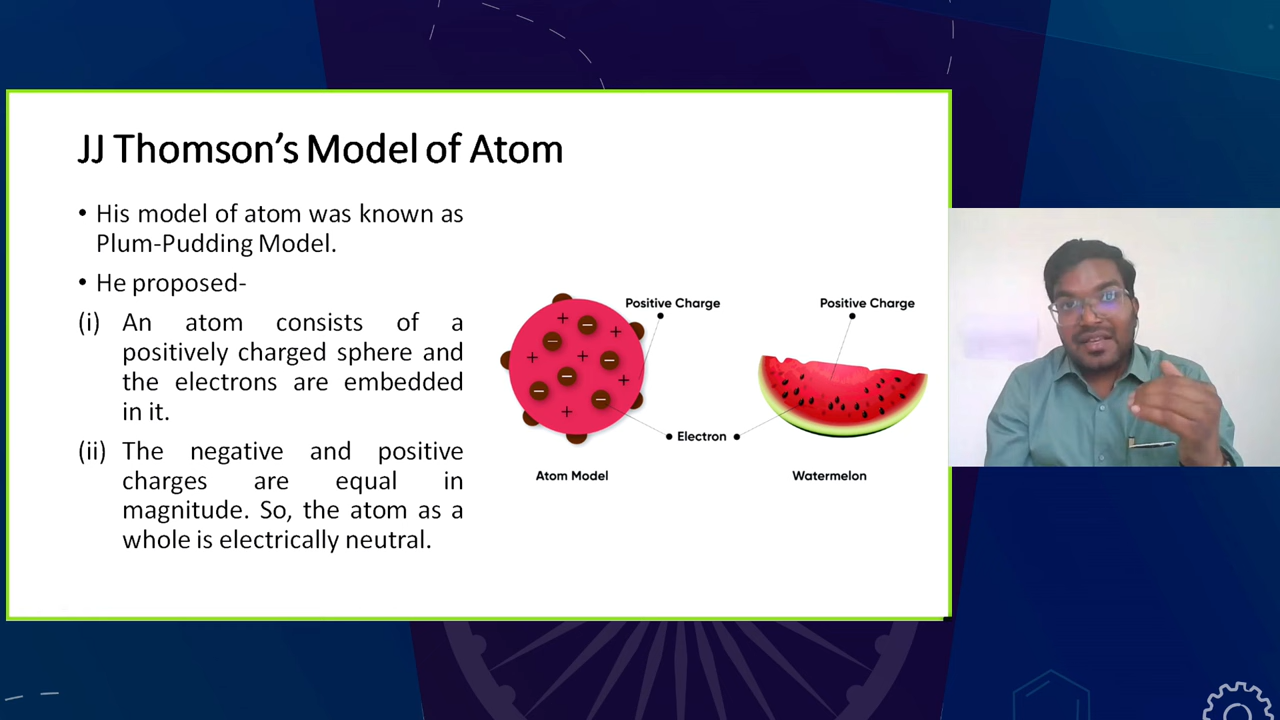 JJ Thomson’s Model of Atom
• His model of atom was known as
Plum-Pudding Model.
• He proposed-
(i) An atom consists of a
positively charged sphere and
the electrons are embedded
in it.
(ii) The negative and positive
charges are equal in
magnitude. So, the atom as a
whole is electrically neutral.
Positive Charge
Positive Charge
Electron
Atom Model
Watermelon